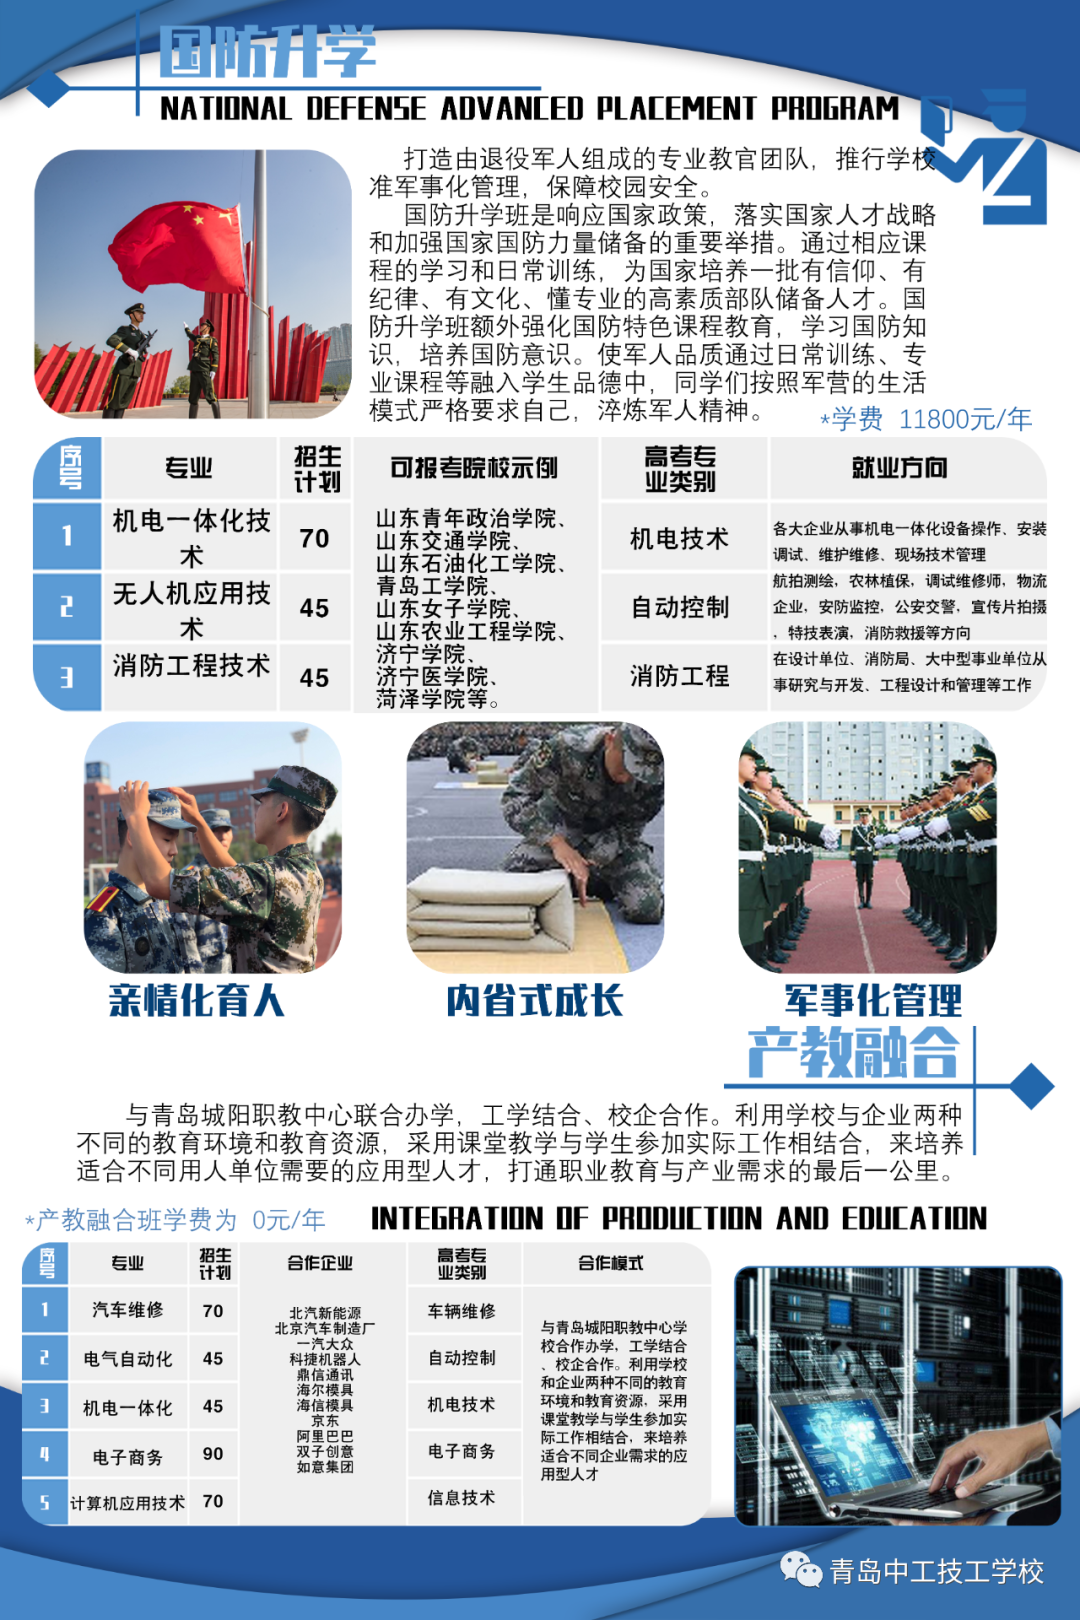 国防升学
NATIONAL DEFENSE ADVANCED PLACEMENT PROGRAM
打造由退役军人组成的专业教官团队，推行学校
准军事化管理，保障校园安全。
国防升学班是响应国家政策，落实国家人才战略
和加强国家国防力量储备的重要举措。通过相应课
程的学习和日常训练，为国家培养一批有信仰、有
纪律、有文化、懂专业的高素质部队储备人才。国
防升学班额外强化国防特色课程教育，学习国防知
识，培养国防意识。使军人品质通过日常训练、专
业课程等融入学生品德中，同学们按照军营的生活
模式严格要求自己，淬炼军人精神。
*学费 11800元/年
序号 专业 招生计划 可报考院校示例 高考专业类别 就业方向
1 机电一体化技术 70 机电技术
各大企业从事机电一体化设备操作、安装
调试、维护维修、现场技术管理
2 无人机应用技术 45 自动控制
航拍测绘，农林植保，调试维修师，物流
企业，安防监控，公安交警，宣传片拍摄
，特技表演，消防救援等方向
3 消防工程技术 45 消防工程
在设计单位、消防局、大中型事业单位从
事研究与开发、工程设计和管理等工作
山东青年政治学院、
山东交通学院、
山东石油化工学院、
青岛工学院、
山东女子学院、
山东农业工程学院、
济宁学院、
济宁医学院、
菏泽学院等。
亲情化育人
内省式成长
军事化管理
产教融合
与青岛城阳职教中心联合办学，工学结合、校企合作。利用学校与企业两种
不同的教育环境和教育资源，采用课堂教学与学生参加实际工作相结合，来培养
适合不同用人单位需要的应用型人才，打通职业教育与产业需求的最后一公里。
*产教融合班学费为 0元/年
INTEGRATION OF PRODUCTION AND EDUCATION
序号 专业 招生计划 合作企业 高考专业类别 合作模式
1 汽车维修 70 车辆维修
2 电气自动化 45 自动控制
3 机电一体化 45 机电技术
4 电子商务 90 电子商务
5 计算机应用技术 70 信息技术
北汽新能源
北京汽车制造厂
一汽大众
科捷机器人
鼎信通讯
海尔模具
海信模具
京东
阿里巴巴
双子创意
如意集团
与青岛城阳职教中心学
校合作办学，工学结合
、校企合作。利用学校
和企业两种不同的教育
环境和教育资源，采用
课堂教学与学生参加实
际工作相结合，来培养
适合不同企业需求的应
用型人才
青岛中工技工学校